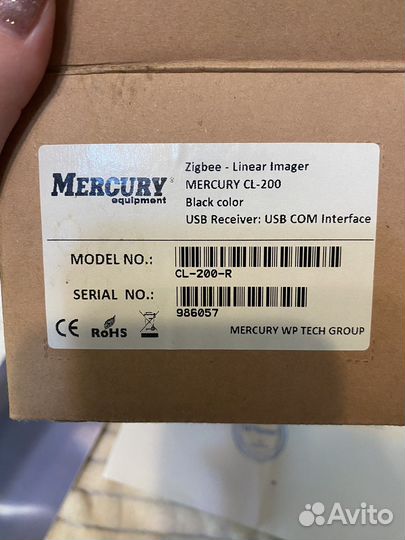 MERCURY®
equipment
Zigbee - Linear Imager
MERCURY CL-200
Black color
USB Receiver: USB COM Interface
MODEL NO.:
CL-200-R
SERIAL NO.:
986057
CE RoHS
MERCURY WP TECH GROUP
Avito